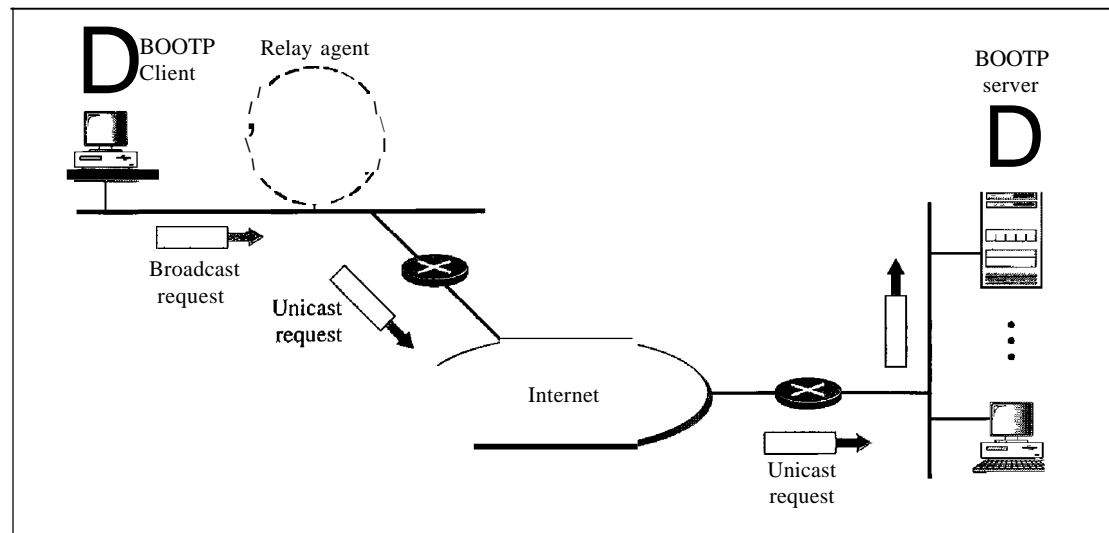 D
BOOTP
Client
Relay agent
BOOTP
server
D
Broadcast
request
Unicast
request
Internet
Unicast
request